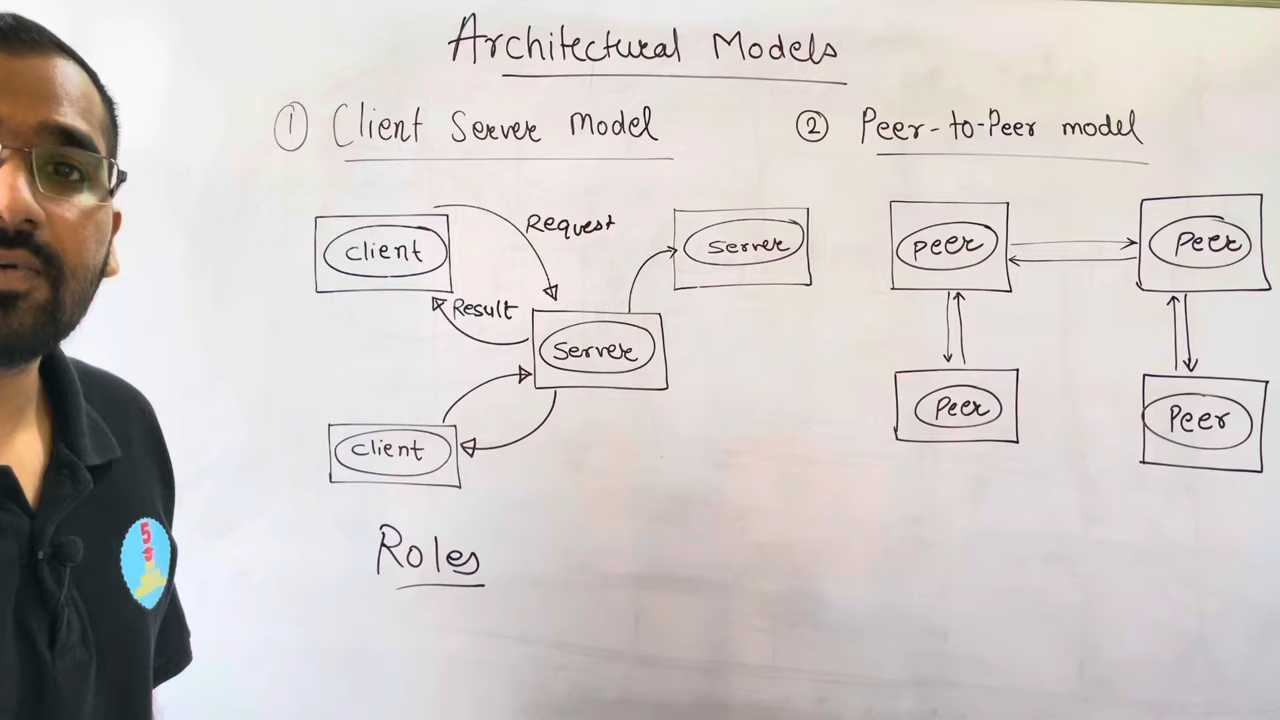 Architectural Models
① Client Server Model
② Peer-to-Peer model
Client
Request
Server
Result
Server
Client
Roles
Peer
Peer
Peer
Peer
5